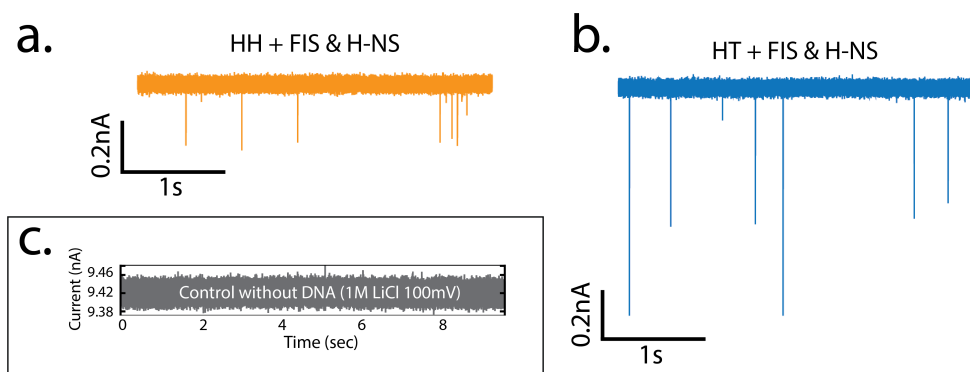 a.
HH + FIS & H-NS
0.2nA
1s
b.
HT + FIS & H-NS
0.2nA
1s
c.
Current (nA)
9.46
9.42
9.38
Control without DNA (1M LiCl 100mV)
0 2 4 6 8
Time (sec)